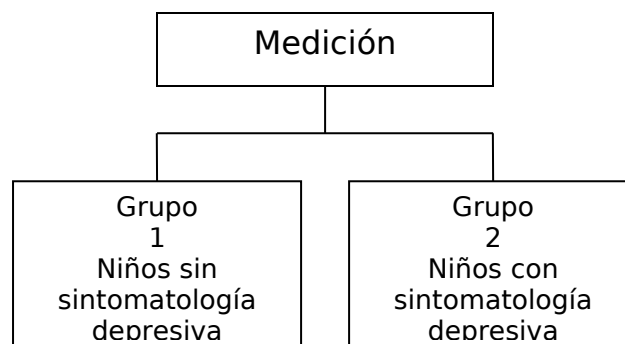 Medición
Grupo
1
Niños sin
sintomatología
depresiva
Grupo
2
Niños con
sintomatología
depresiva